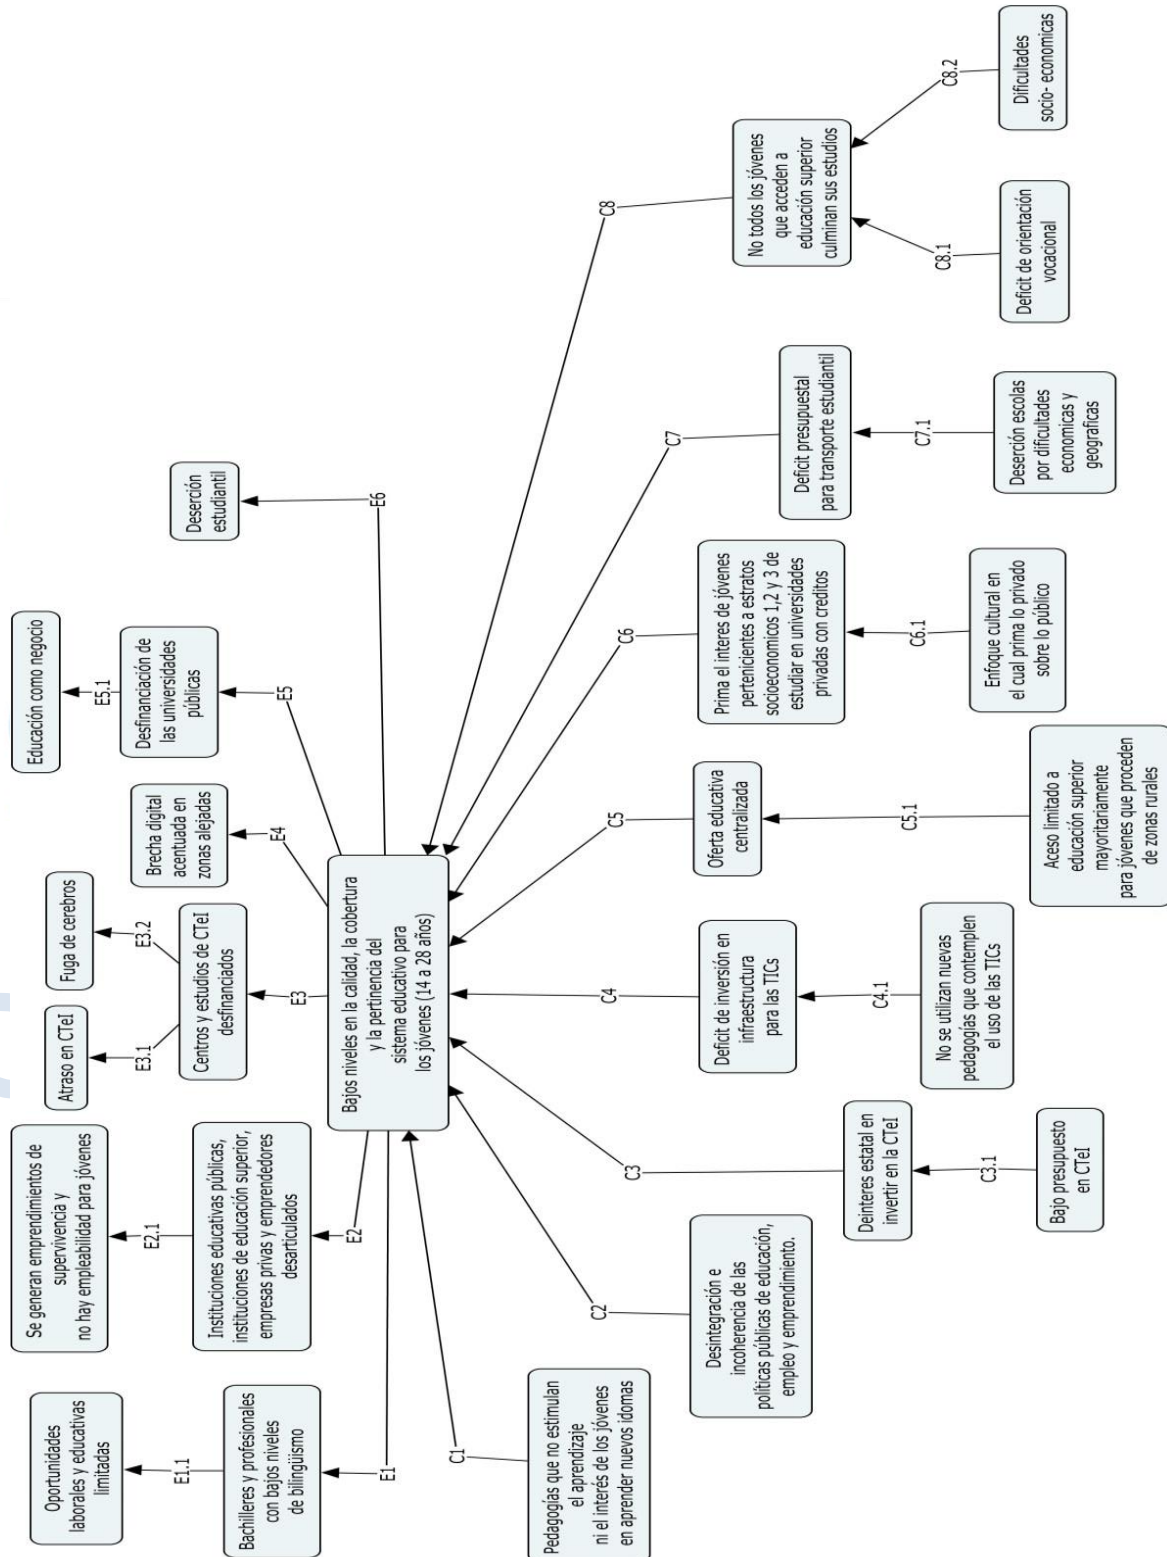 Oportunidades
laborales y educativas
limitadas
Se generan emprendimientos de
supervivencia y
no hay empleabilidad para jóvenes
Atraso en CTeI
Fuga de cerebros
Educación como negocio
E1.1
E2.1
E3.1
E3.2
E5.1
Bachilleres y profesionales
con bajos niveles
de bilingüismo
Instituciones educativas públicas,
instituciones de educación superior,
empresas privas y emprendedores
desarticulados
Centros y estudios de CTeI
desfinanciados
Brecha digital
acentuada en
zonas alejadas
Desfinanciación de
las universidades
públicas
Deserción
estudiantil
E1
E2
E3
E4
E5
E6
Bajos niveles en la calidad, la cobertura
y la pertinencia del
sistema educativo para
los jóvenes (14 a 28 años)
C1
C2
C3
C4
C5
C6
C7
C8
Pedagogías que no estimulan
el aprendizaje
ni el interés de los jóvenes
en aprender nuevos idomas
Desintegración e
incoherencia de las
políticas públicas de educación,
empleo y emprendimiento.
Deinteres estatal en
invertir en la CTeI
Deficit de inversión en
infraestructura
para las TICs
Oferta educativa
centralizada
Prima el interes de jóvenes
pertenicientes a estratos
socioeconomicos 1,2 y 3 de
estudiar en universidades
privadas con creditos
Deficit presupuestal
para transporte estudiantil
No todos los jóvenes
que acceden a
educación superior
culminan sus estudios
C3.1
C4.1
C5.1
C6.1
C7.1
C8.1
C8.2
Bajo presupuesto
en CTeI
No se utilizan nuevas
pedagogías que contemplen
el uso de las TICs
Aceso limitado a
educación superior
mayoritariamente
para jóvenes que proceden
de zonas rurales
Enfoque cultural en
el cual prima lo privado
sobre lo público
Deserción escolas
por dificultades
economicas y
geograficas
Deficit de orientación
vocacional
Dificultades
socio- economicas